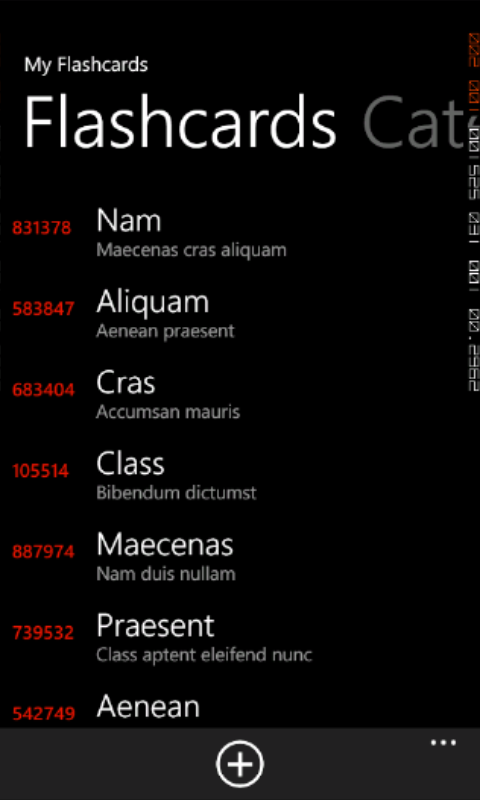 My Flashcards
Flashcards Cat
831378 Nam
Maecenas cras aliquam
583847 Aliquam
Aenean praesent
683404 Cras
Accumsan mauris
105514 Class
Bibendum dictumst
887974 Maecenas
Nam duis nullam
739532 Praesent
Class aptent eleifend nunc
542749 Aenean